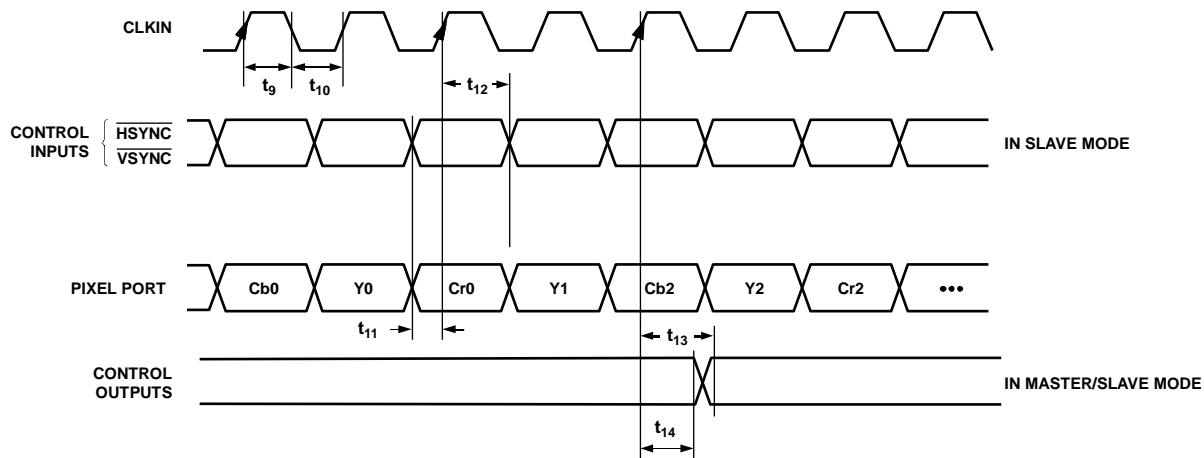 CLKIN
t9
t10
t12
CONTROL INPUTS
HSYNC
VSYNC
IN SLAVE MODE
PIXEL PORT
Cb0 Y0 Cr0 Y1 Cb2 Y2 Cr2 •••
t11
t13
CONTROL OUTPUTS
IN MASTER/SLAVE MODE
t14